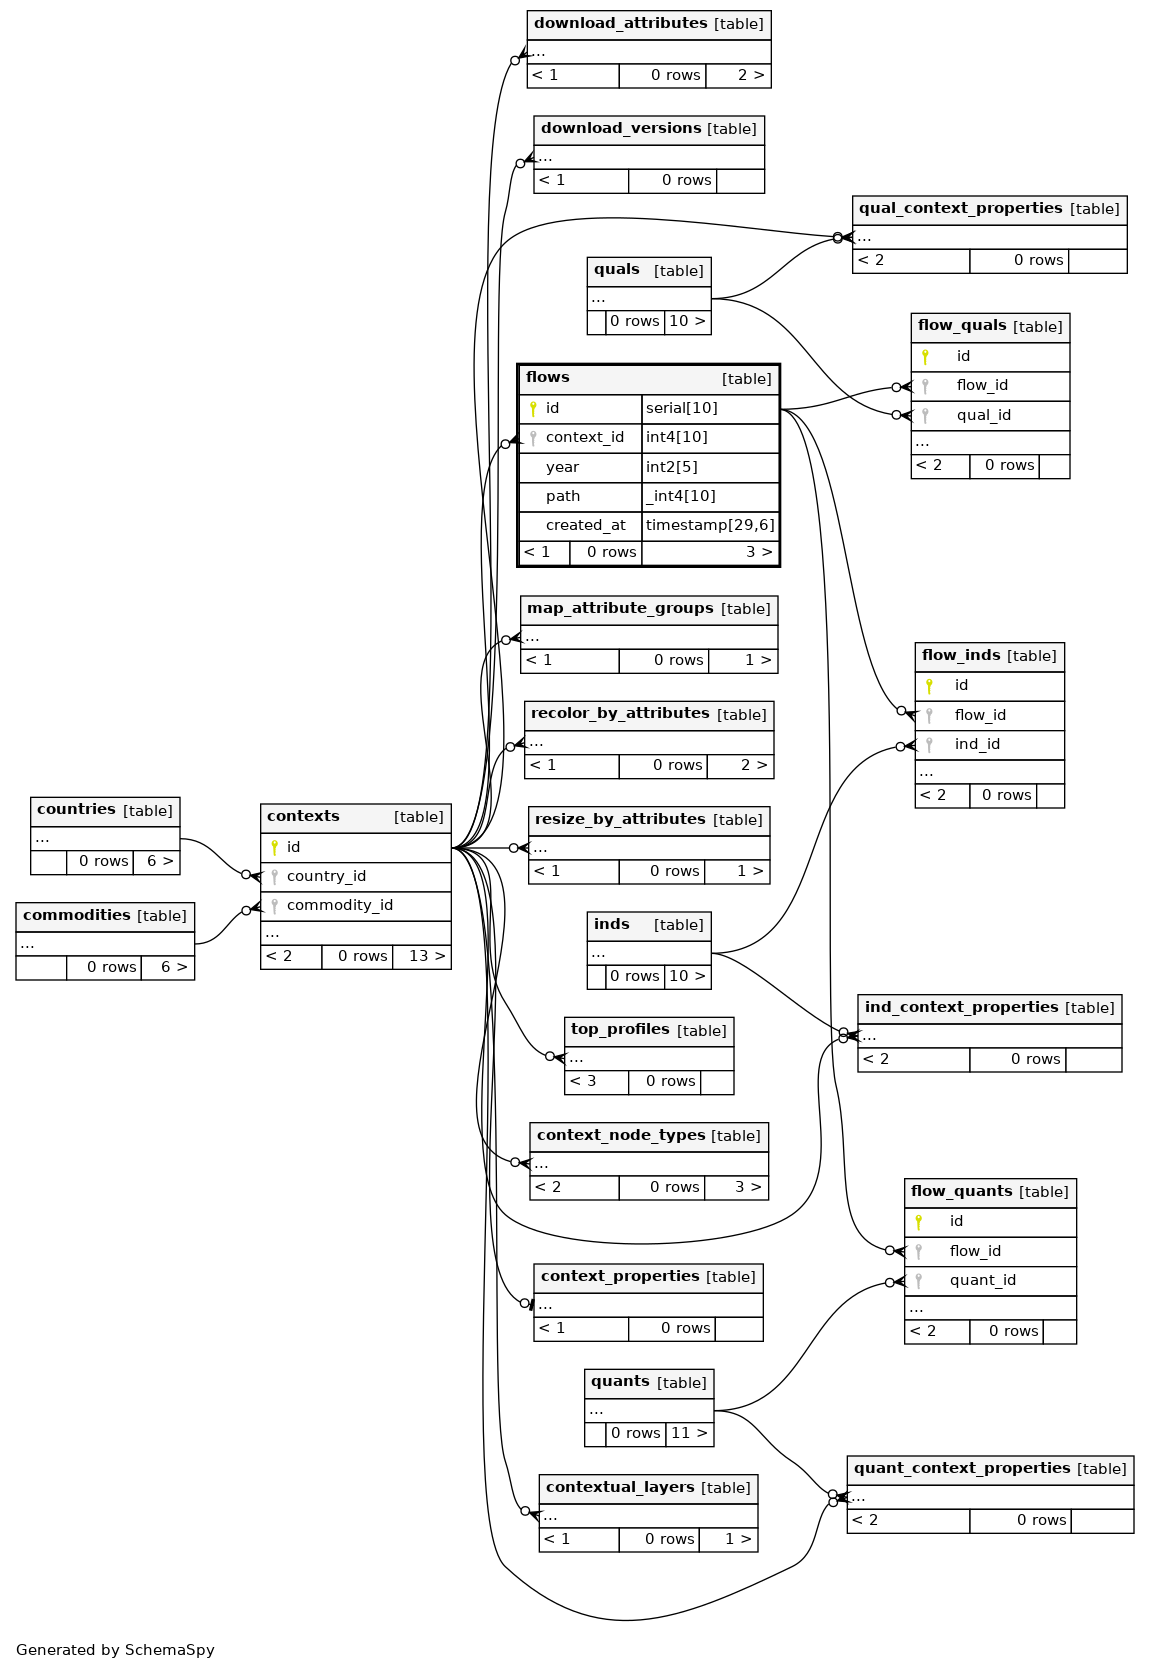 download_attributes [table]
...
< 1 0 rows 2 >
download_versions [table]
...
< 1 0 rows
qual_context_properties [table]
...
< 2 0 rows
quals [table]
...
0 rows 10 >
flow_quals [table]
id
flow_id
qual_id
...
< 2 0 rows
flows [table]
id serial[10]
context_id int4[10]
year int2[5]
path _int4[10]
created_at timestamp[29,6]
< 1 0 rows 3 >
map_attribute_groups [table]
...
< 1 0 rows 1 >
flow_inds [table]
id
flow_id
ind_id
...
< 2 0 rows
recolor_by_attributes [table]
...
< 1 0 rows 2 >
countries [table]
...
0 rows 6 >
commodities [table]
...
0 rows 6 >
contexts [table]
id
country_id
commodity_id
...
< 2 0 rows 13 >
resize_by_attributes [table]
...
< 1 0 rows 1 >
inds [table]
...
0 rows 10 >
ind_context_properties [table]
...
< 2 0 rows
top_profiles [table]
...
< 3 0 rows
context_node_types [table]
...
< 2 0 rows 3 >
flow_quants [table]
id
flow_id
quant_id
...
< 2 0 rows
context_properties [table]
...
< 1 0 rows
quants [table]
...
0 rows 11 >
quant_context_properties [table]
...
< 2 0 rows
contextual_layers [table]
...
< 1 0 rows 1 >
Generated by SchemaSpy